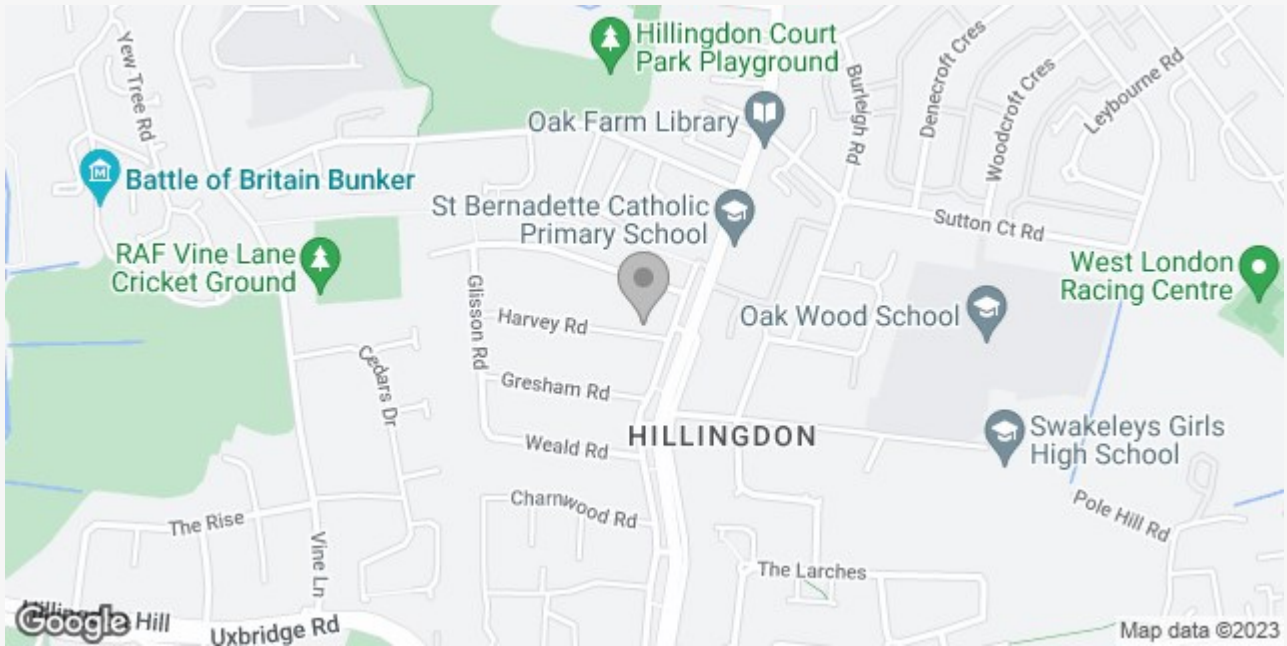 Yew Tree Rd
Hillingdon Court
Park Playground
Oak Farm Library
Burleigh Rd
Denecroft Cres
Woodcroft Cres
Leybourne Rd
Battle of Britain Bunker
St Bernadette Catholic
Primary School
Sutton Ct Rd
RAF Vine Lane
Cricket Ground
West London
Racing Centre
Glisson Rd
Harvey Rd
Oak Wood School
Cedars Dr
Gresham Rd
Weald Rd
HILLINGDON
Swakeleys Girls
High School
Charnwood Rd
Pole Hill Rd
The Rise
Vine Ln
The Larches
Hillingdon Hill
Google
Uxbridge Rd
Map data ©2023